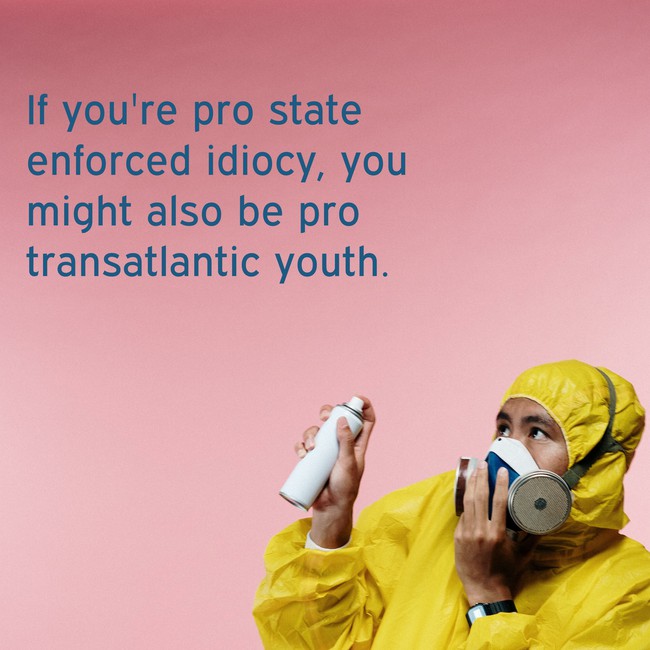 If you're pro state
enforced idiocy, you
might also be pro
transatlantic youth.